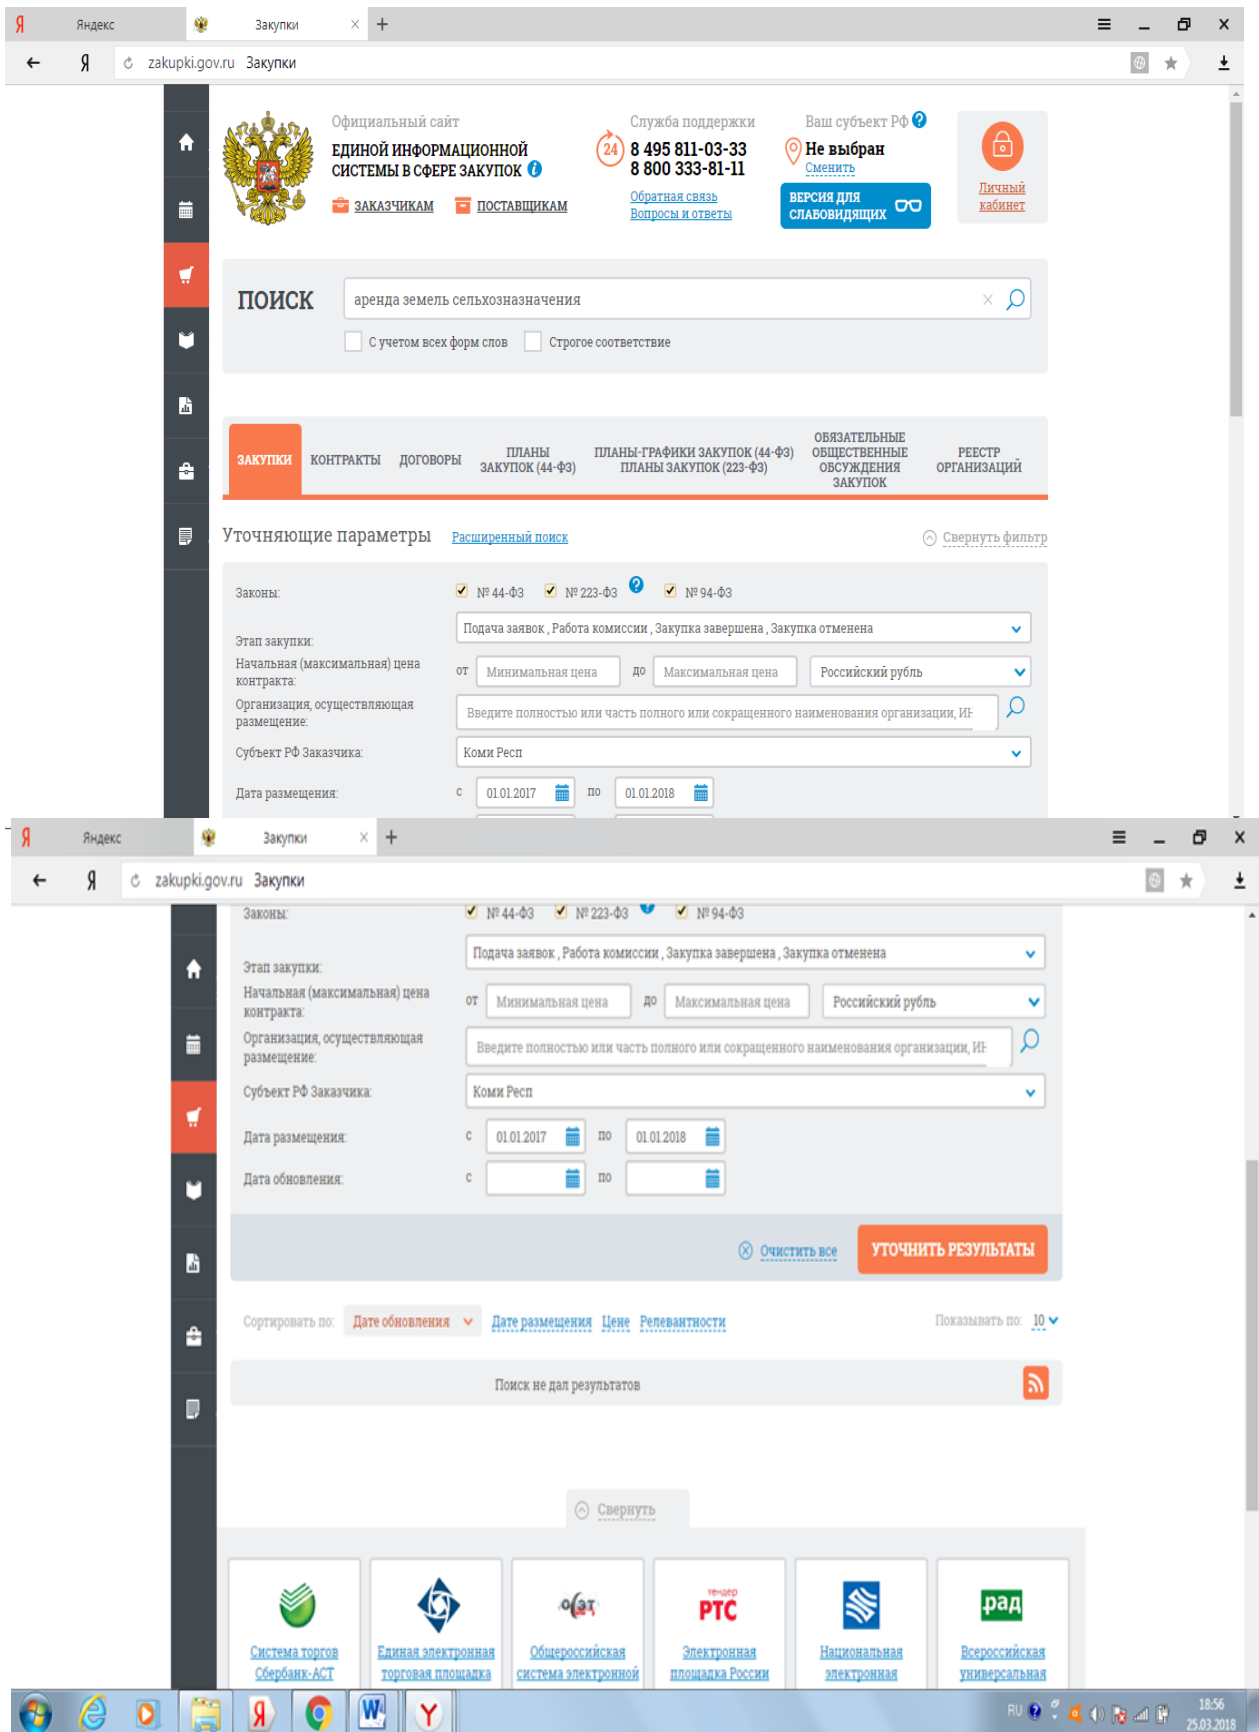 Яндекс
Закупки
zakupki.gov.ru Закупки
Официальный сайт
ЕДИНОЙ ИНФОРМАЦИОННОЙ
СИСТЕМЫ В СФЕРЕ ЗАКУПОК
ЗАКАЗЧИКАМ
ПОСТАВЩИКАМ
Служба поддержки
24
8 495 811-03-33
8 800 333-81-11
Обратная связь
Вопросы и ответы
Ваш субъект РФ
Не выбран
Сменить
ВЕРСИЯ ДЛЯ
СЛАБОВИДЯЩИХ
Личный
кабинет
ПОИСК
аренда земель сельхозназначения
С учетом всех форм слов
Строгое соответствие
ЗАКУПКИ
КОНТРАКТЫ
ДОГОВОРЫ
ПЛАНЫ
ЗАКУПОК (44-ФЗ)
ПЛАНЫ-ГРАФИКИ ЗАКУПОК (44-ФЗ)
ПЛАНЫ ЗАКУПОК (223-ФЗ)
ОБЯЗАТЕЛЬНЫЕ
ОБЩЕСТВЕННЫЕ
ОБСУЖДЕНИЯ
ЗАКУПОК
РЕЕСТР
ОРГАНИЗАЦИЙ
Уточняющие параметры
Расширенный поиск
Свернуть фильтр
Законы:
№ 44-ФЗ
№ 223-ФЗ
№ 94-ФЗ
Этап закупки:
Подача заявок , Работа комиссии , Закупка завершена , Закупка отменена
Начальная (максимальная) цена
контракта:
от Минимальная цена до Максимальная цена Российский рубль
Организация, осуществляющая
размещение:
Введите полностью или часть полного или сокращенного наименования организации, ИН
Субъект РФ Заказчика:
Коми Респ
Дата размещения:
с 01.01.2017 по 01.01.2018
Яндекс
Закупки
zakupki.gov.ru Закупки
Законы:
№ 44-ФЗ
№ 223-ФЗ
№ 94-ФЗ
Этап закупки:
Подача заявок , Работа комиссии , Закупка завершена , Закупка отменена
Начальная (максимальная) цена
контракта:
от Минимальная цена до Максимальная цена Российский рубль
Организация, осуществляющая
размещение:
Введите полностью или часть полного или сокращенного наименования организации, ИН
Субъект РФ Заказчика:
Коми Респ
Дата размещения:
с 01.01.2017 по 01.01.2018
Дата обновления:
с по
Очистить все
УТОЧНИТЬ РЕЗУЛЬТАТЫ
Сортировать по: Дате обновления Дате размещения Цене Релевантности
Показывать по: 10
Поиск не дал результатов
Свернуть
тендер
РТС
рад
Система торгов
Сбербанк-АСТ
Единая электронная
торговая площадка
Общероссийская
система электронной
Электронная
площадка России
Национальная
электронная
Всероссийская
универсальная
RU
18:56
25.03.2018